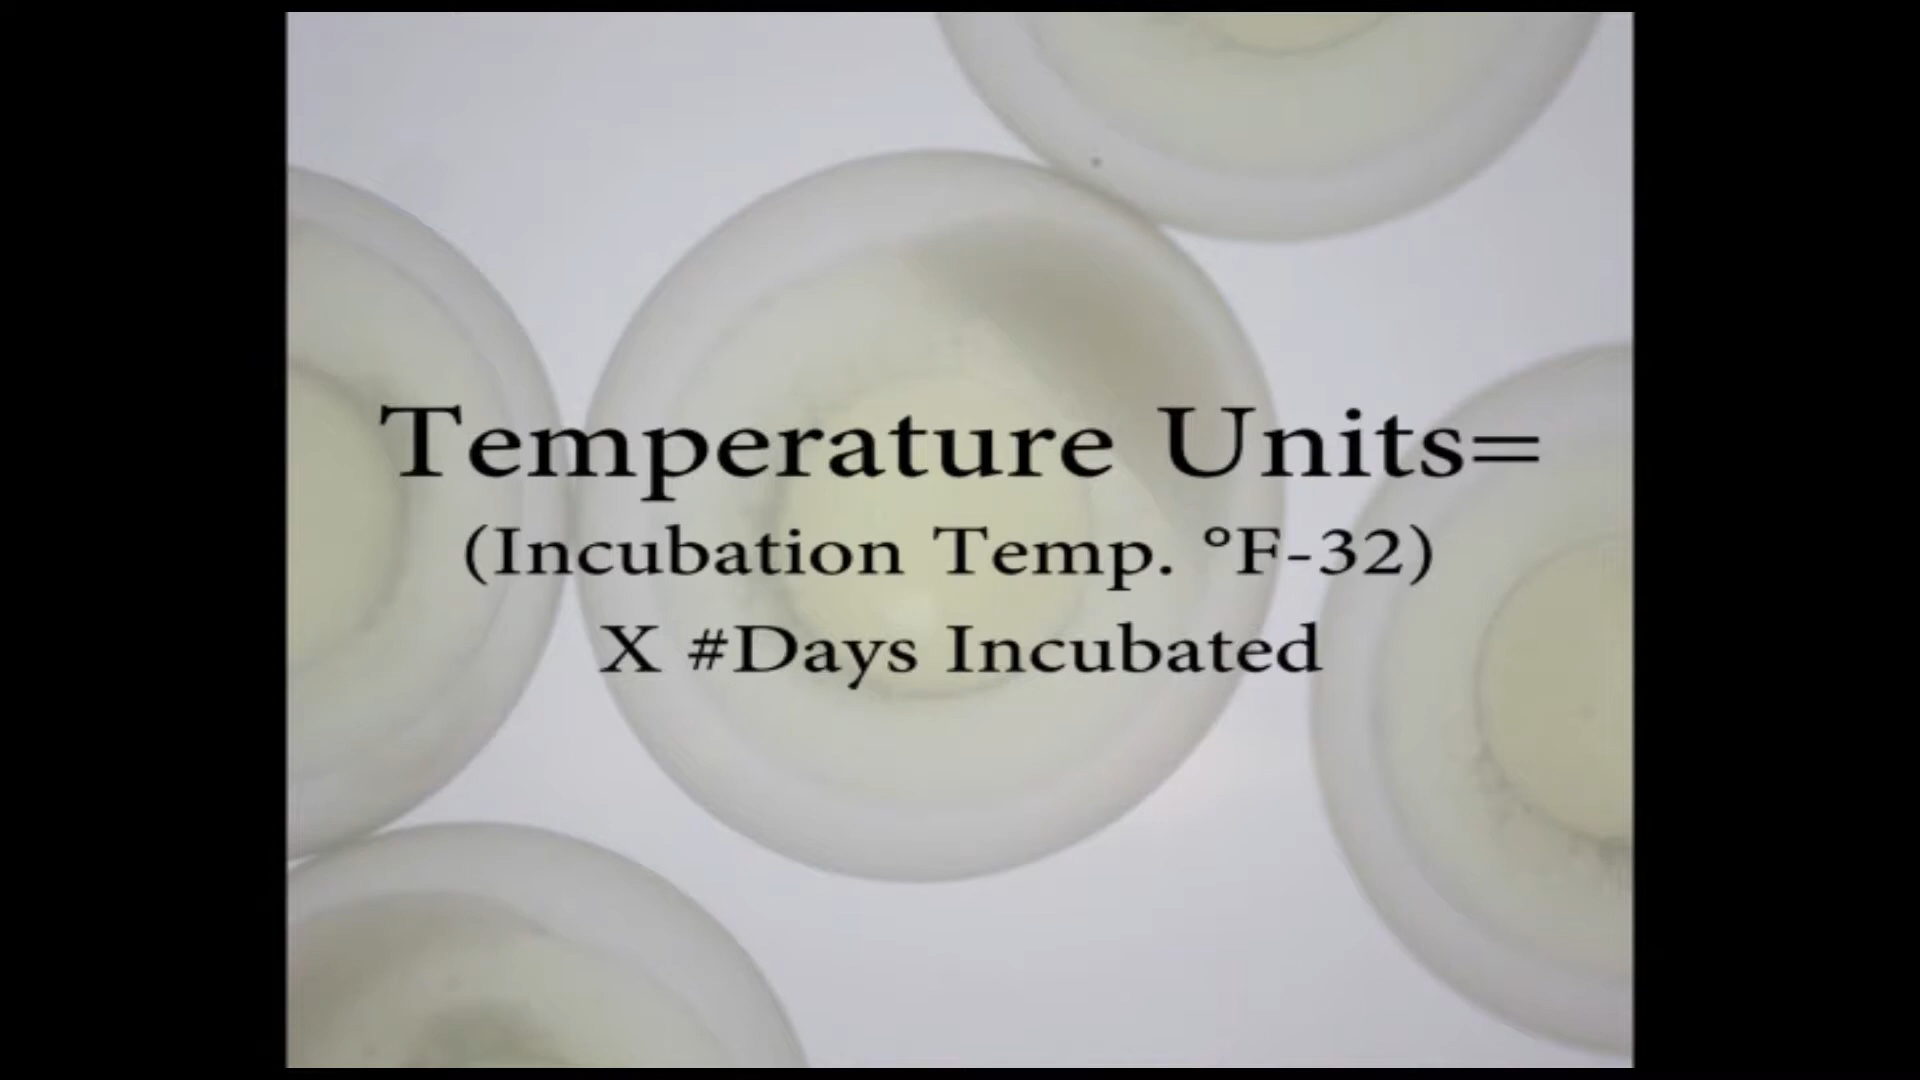 Temperature Units=
(Incubation Temp. °F-32)
X #Days Incubated